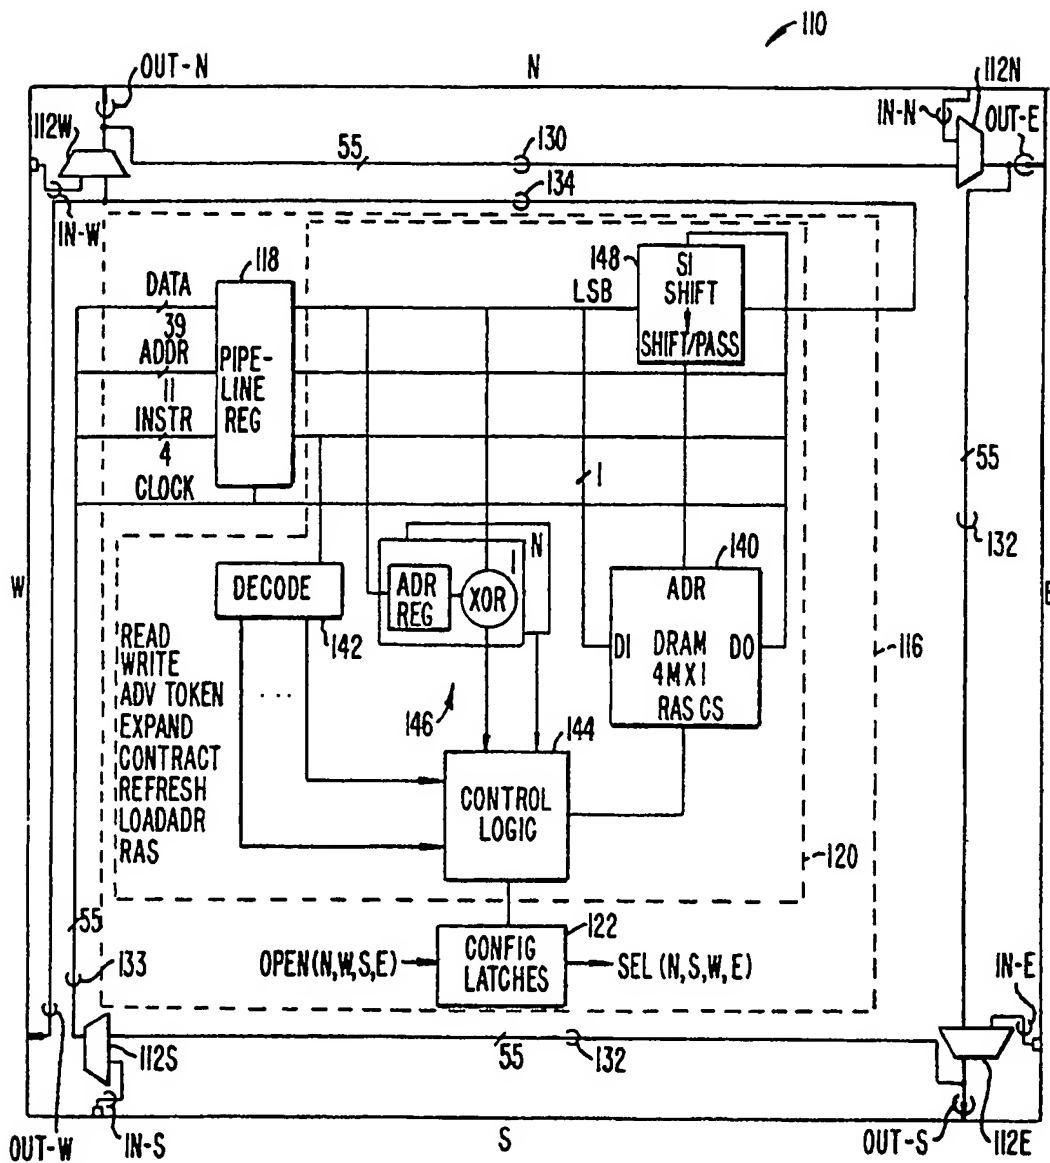 110
OUT-N
N
112N
112W
IN-N
OUT-E
55
130
134
IN-W
118
148
SI
SHIFT
SHIFT/PASS
DATA
39
LSB
ADDR
11
PIPE-
LINE
REG
INSTR
4
CLOCK
1
55
132
W
E
DECODE
142
ADR
REG
XOR
1
N
140
ADR
DI
DRAM
4MX1
DO
RAS CS
116
READ
WRITE
ADV TOKEN
EXPAND
CONTRACT
REFRESH
LOADADR
RAS
...
146
144
CONTROL
LOGIC
120
55
133
122
OPEN(N,W,S,E)
CONFIG
LATCHES
SEL (N,S,W,E)
IN-E
112S
55
132
OUT-W
IN-S
S
OUT-S
112E